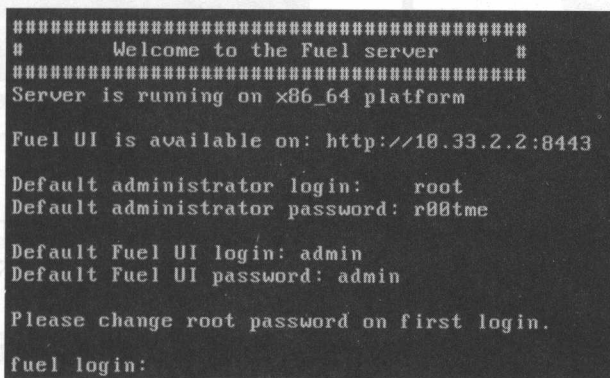 #########################################
#       Welcome to the Fuel server      #
#########################################
Server is running on x86_64 platform
Fuel UI is available on: http://10.33.2.2:8443
Default administrator login:    root
Default administrator password: r00tme
Default Fuel UI login: admin
Default Fuel UI password: admin
Please change root password on first login.
fuel login: